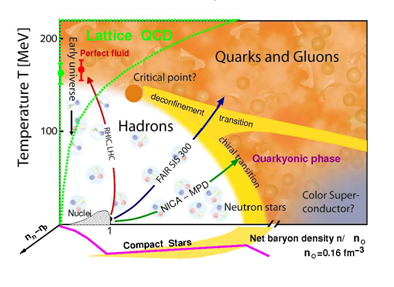 Temperature T [MeV]
200
100
Early universe
Lattice QCD
Perfect fluid
Quarks and Gluons
Critical point?
deconfinement transition
Hadrons
RHIC, LHC
FAIR SIS 300
chiral transition
Quarkyonic phase
NICA – MPD
Color Super-
conductor?
Nuclei
Neutron stars
1
Compact Stars
Net baryon density n/ n₀
n₀=0.16 fm⁻³